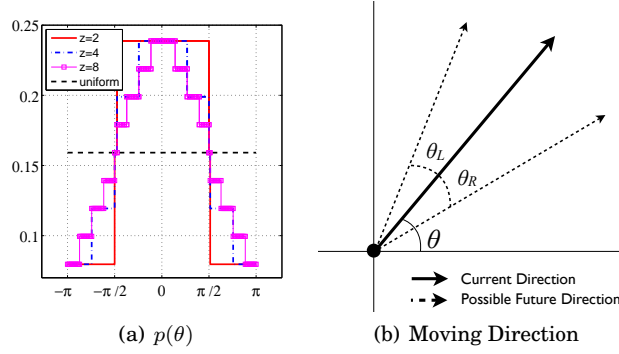 z=2
z=4
z=8
uniform
0.25
0.2
0.15
0.1
−π −π/2 0 π/2 π
(a) p(θ)
θL
θR
θ
Current Direction
Possible Future Direction
(b) Moving Direction